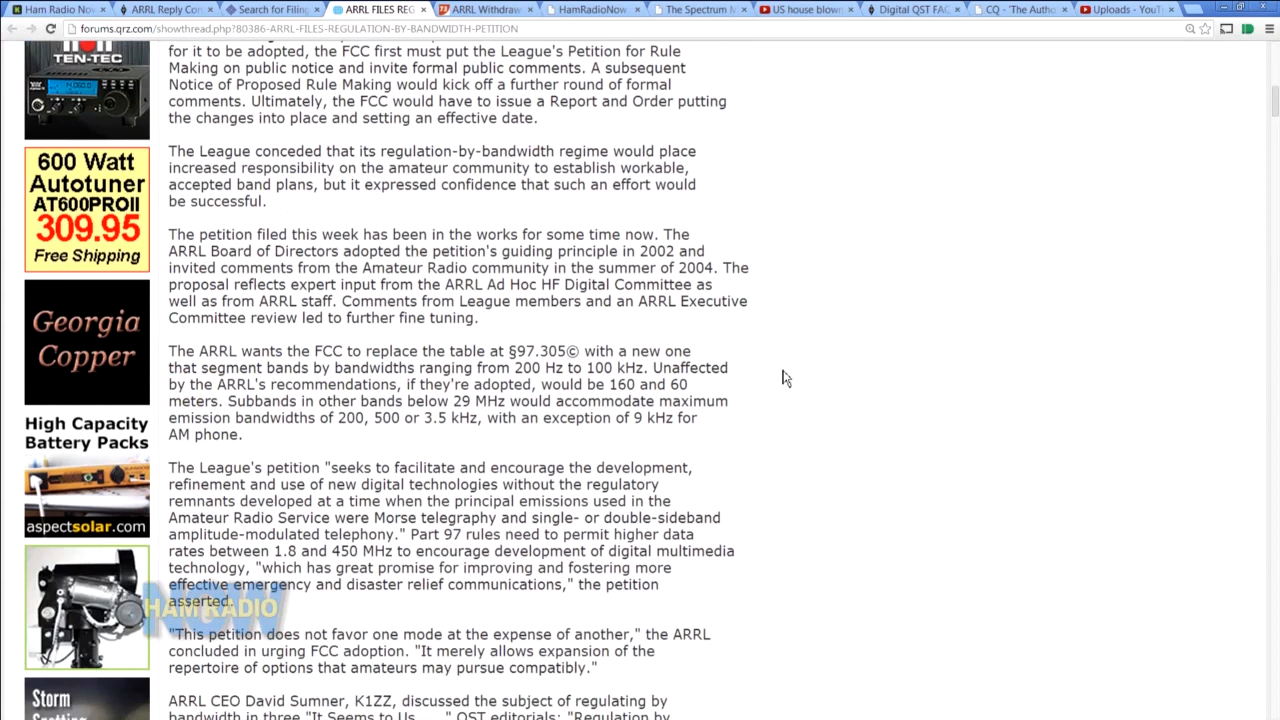 Ham Radio Nov
ARRL Reply Con
Search for Filing
ARRL FILES REG
ARRL Withdraw
HamRadioNow
The Spectrum M
US house blown
Digital QST FAC
CQ - 'The Autho
Uploads - YouT
forums.qrz.com/showthread.php?80386-ARRL-FILES-REGULATION-BY-BANDWIDTH-PETITION
TEN-TEC
600 Watt
Autotuner
AT600PROII
309.95
Free Shipping
Georgia
Copper
High Capacity
Battery Packs
aspectsolar.com
Storm
for it to be adopted, the FCC first must put the League's Petition for Rule
Making on public notice and invite formal public comments. A subsequent
Notice of Proposed Rule Making would kick off a further round of formal
comments. Ultimately, the FCC would have to issue a Report and Order putting
the changes into place and setting an effective date.
The League conceded that its regulation-by-bandwidth regime would place
increased responsibility on the amateur community to establish workable,
accepted band plans, but it expressed confidence that such an effort would
be successful.
The petition filed this week has been in the works for some time now. The
ARRL Board of Directors adopted the petition's guiding principle in 2002 and
invited comments from the Amateur Radio community in the summer of 2004. The
proposal reflects expert input from the ARRL Ad Hoc HF Digital Committee as
well as from ARRL staff. Comments from League members and an ARRL Executive
Committee review led to further fine tuning.
The ARRL wants the FCC to replace the table at §97.305© with a new one
that segment bands by bandwidths ranging from 200 Hz to 100 kHz. Unaffected
by the ARRL's recommendations, if they're adopted, would be 160 and 60
meters. Subbands in other bands below 29 MHz would accommodate maximum
emission bandwidths of 200, 500 or 3.5 kHz, with an exception of 9 kHz for
AM phone.
The League's petition "seeks to facilitate and encourage the development,
refinement and use of new digital technologies without the regulatory
remnants developed at a time when the principal emissions used in the
Amateur Radio Service were Morse telegraphy and single- or double-sideband
amplitude-modulated telephony." Part 97 rules need to permit higher data
rates between 1.8 and 450 MHz to encourage development of digital multimedia
technology, "which has great promise for improving and fostering more
effective emergency and disaster relief communications," the petition
asserted.
HAM RADIO
NOW
"This petition does not favor one mode at the expense of another," the ARRL
concluded in urging FCC adoption. "It merely allows expansion of the
repertoire of options that amateurs may pursue compatibly."
ARRL CEO David Sumner, K1ZZ, discussed the subject of regulating by
bandwidth in three "It Seems to Us . . ." QST editorials: "Regulation by